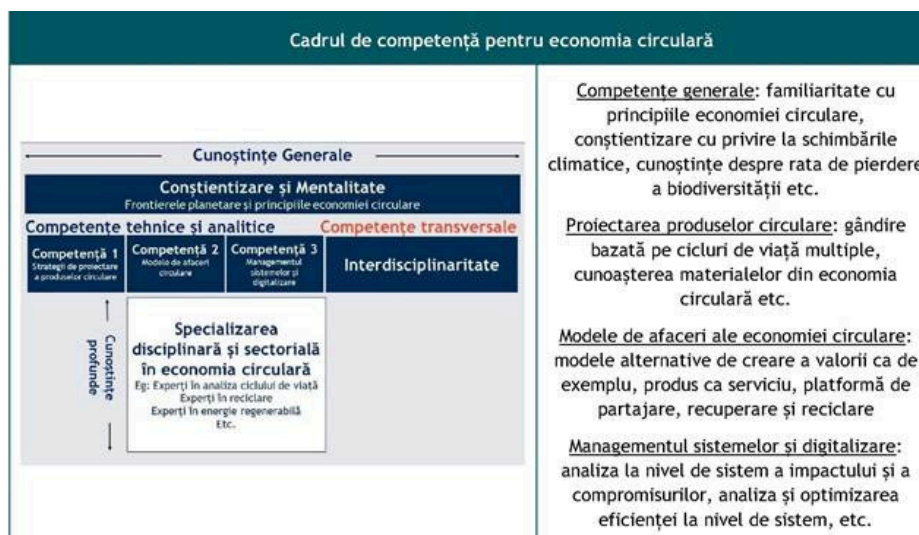 Cadrul de competență pentru economia circulară
Cunoștințe Generale
Conștientizare și Mentalitate
Frontierele planetare și principiile economiei circulare
Competențe tehnice și analitice
Competențe transversale
Competență 1
Strategii de proiectare
a produselor circulare
Competență 2
Modele de afaceri
circulare
Competență 3
Managementul
sistemelor și
digitalizare
Interdisciplinaritate
Cunoștințe
profunde
Specializarea
disciplinară și sectorială
în economia circulară
Eg: Experți în analiza ciclului de viață
Experți în reciclare
Experți în energie regenerabilă
Etc.
Competențe generale: familiaritate cu
principiile economiei circulare,
conștientizare cu privire la schimbările
climatice, cunoștințe despre rata de pierdere
a biodiversității etc.
Proiectarea produselor circulare: gândire
bazată pe cicluri de viață multiple,
cunoașterea materialelor din economia
circulară etc.
Modele de afaceri ale economiei circulare:
modele alternative de creare a valorii ca de
exemplu, produs ca serviciu, platformă de
partajare, recuperare și reciclare
Managementul sistemelor și digitalizare:
analiza la nivel de sistem a impactului și a
compromisurilor, analiza și optimizarea
eficienței la nivel de sistem, etc.